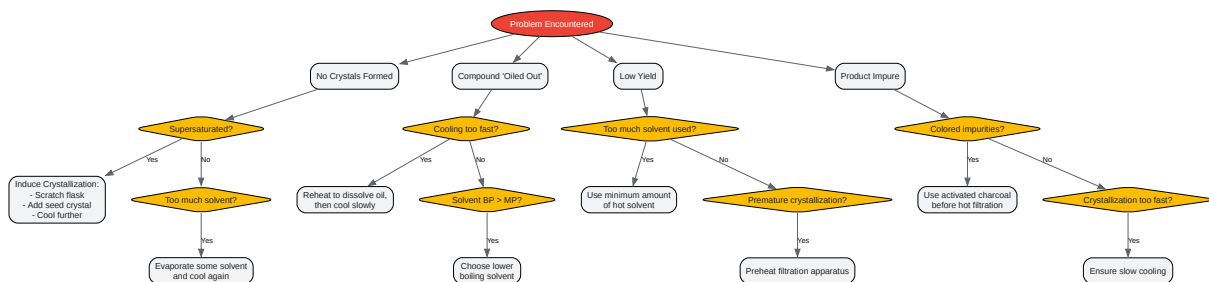 Problem Encountered
No Crystals Formed
Compound 'Oiled Out'
Low Yield
Product Impure
Supersaturated?
Cooling too fast?
Too much solvent used?
Colored impurities?
Yes
No
Yes
No
Yes
No
Yes
No
Induce Crystallization:
- Scratch flask
- Add seed crystal
- Cool further
Too much solvent?
Reheat to dissolve oil,
then cool slowly
Solvent BP > MP?
Use minimum amount
of hot solvent
Premature crystallization?
Use activated charcoal
before hot filtration
Crystallization too fast?
Yes
Yes
Yes
Yes
Evaporate some solvent
and cool again
Choose lower
boiling solvent
Preheat filtration apparatus
Ensure slow cooling